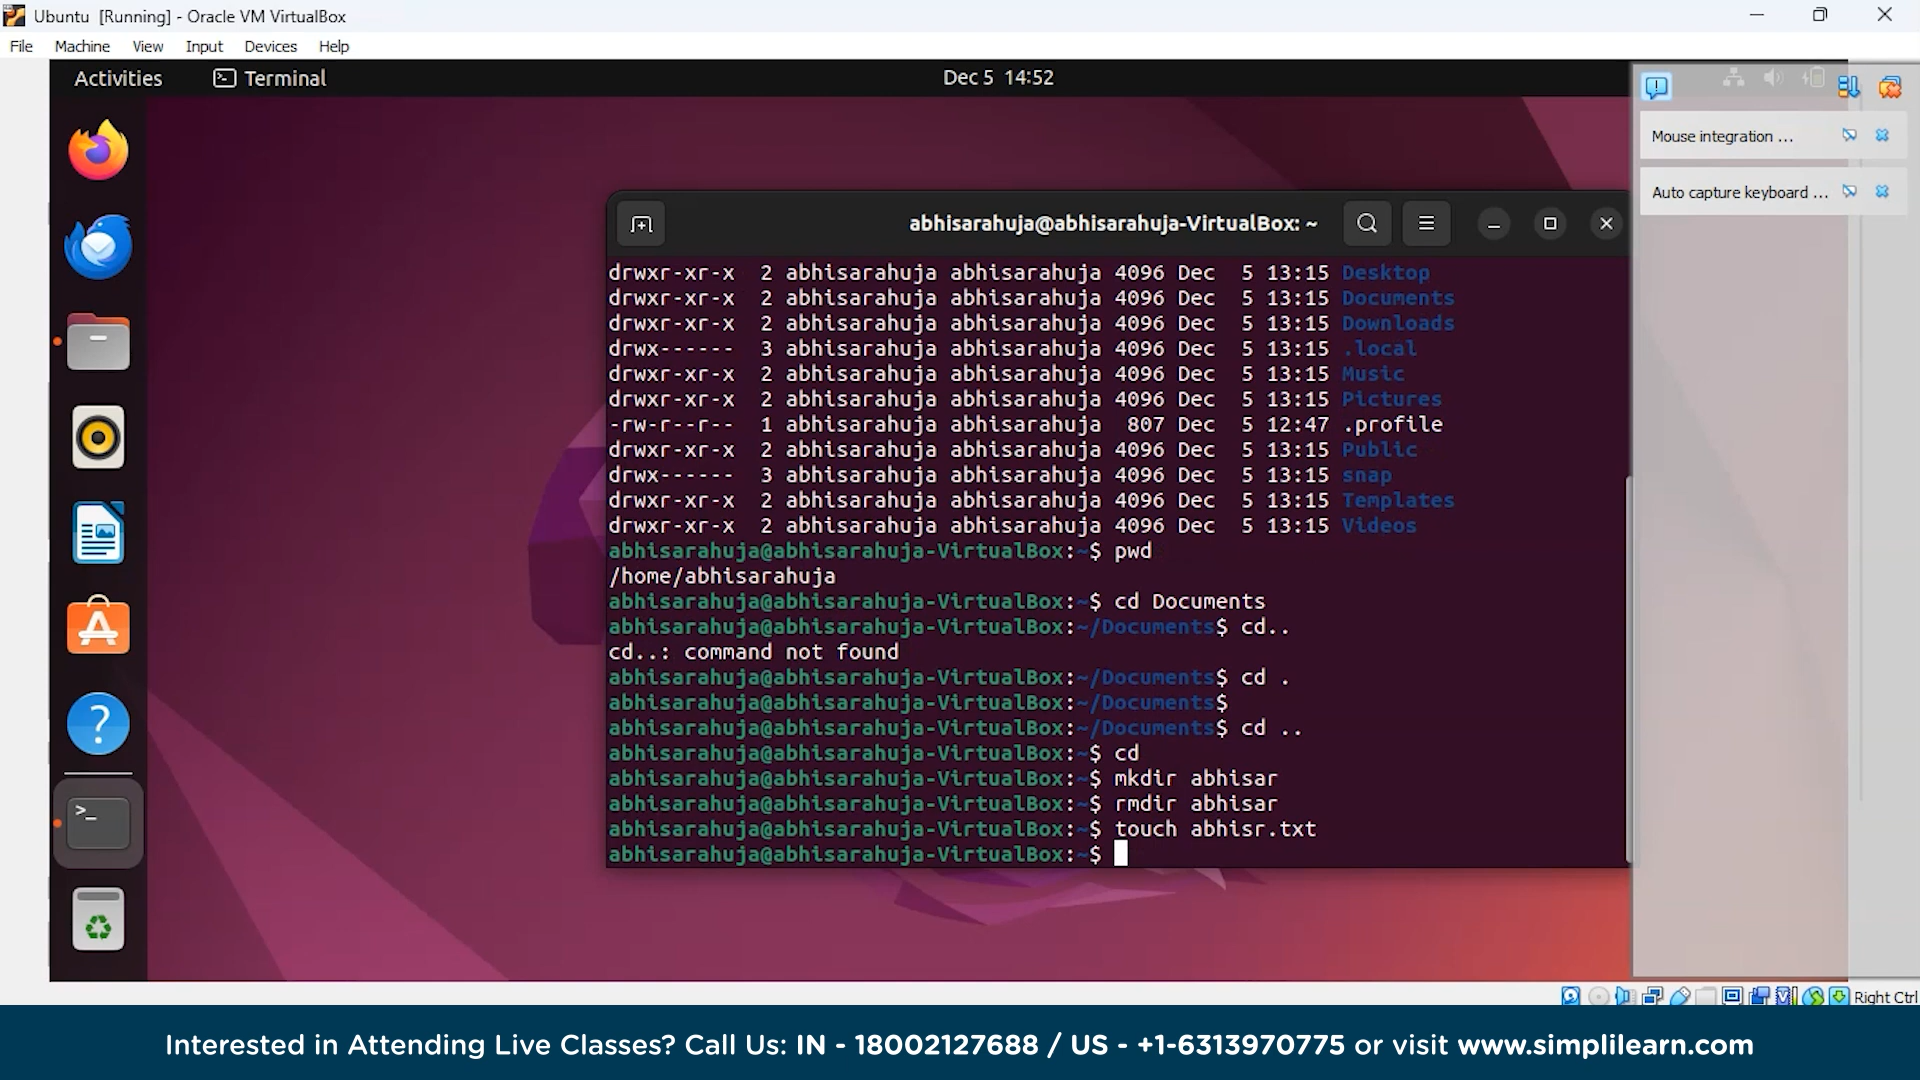 Ubuntu [Running] - Oracle VM VirtualBox
File Machine View Input Devices Help
Activities Terminal Dec 5 14:52
Mouse integration ...
Auto capture keyboard ...
abhisarahuja@abhisarahuja-VirtualBox: ~
drwxr-xr-x 2 abhisarahuja abhisarahuja 4096 Dec 5 13:15 Desktop
drwxr-xr-x 2 abhisarahuja abhisarahuja 4096 Dec 5 13:15 Documents
drwxr-xr-x 2 abhisarahuja abhisarahuja 4096 Dec 5 13:15 Downloads
drwx------ 3 abhisarahuja abhisarahuja 4096 Dec 5 13:15 .local
drwxr-xr-x 2 abhisarahuja abhisarahuja 4096 Dec 5 13:15 Music
drwxr-xr-x 2 abhisarahuja abhisarahuja 4096 Dec 5 13:15 Pictures
-rw-r--r-- 1 abhisarahuja abhisarahuja 807 Dec 5 12:47 .profile
drwxr-xr-x 2 abhisarahuja abhisarahuja 4096 Dec 5 13:15 Public
drwx------ 3 abhisarahuja abhisarahuja 4096 Dec 5 13:15 snap
drwxr-xr-x 2 abhisarahuja abhisarahuja 4096 Dec 5 13:15 Templates
drwxr-xr-x 2 abhisarahuja abhisarahuja 4096 Dec 5 13:15 Videos
abhisarahuja@abhisarahuja-VirtualBox:~$ pwd
/home/abhisarahuja
abhisarahuja@abhisarahuja-VirtualBox:~$ cd Documents
abhisarahuja@abhisarahuja-VirtualBox:~/Documents$ cd..
cd..: command not found
abhisarahuja@abhisarahuja-VirtualBox:~/Documents$ cd .
abhisarahuja@abhisarahuja-VirtualBox:~/Documents$
abhisarahuja@abhisarahuja-VirtualBox:~/Documents$ cd ..
abhisarahuja@abhisarahuja-VirtualBox:~$ cd
abhisarahuja@abhisarahuja-VirtualBox:~$ mkdir abhisar
abhisarahuja@abhisarahuja-VirtualBox:~$ rmdir abhisar
abhisarahuja@abhisarahuja-VirtualBox:~$ touch abhisr.txt
abhisarahuja@abhisarahuja-VirtualBox:~$
Right Ctrl
Interested in Attending Live Classes? Call Us: IN - 18002127688 / US - +1-6313970775 or visit www.simplilearn.com